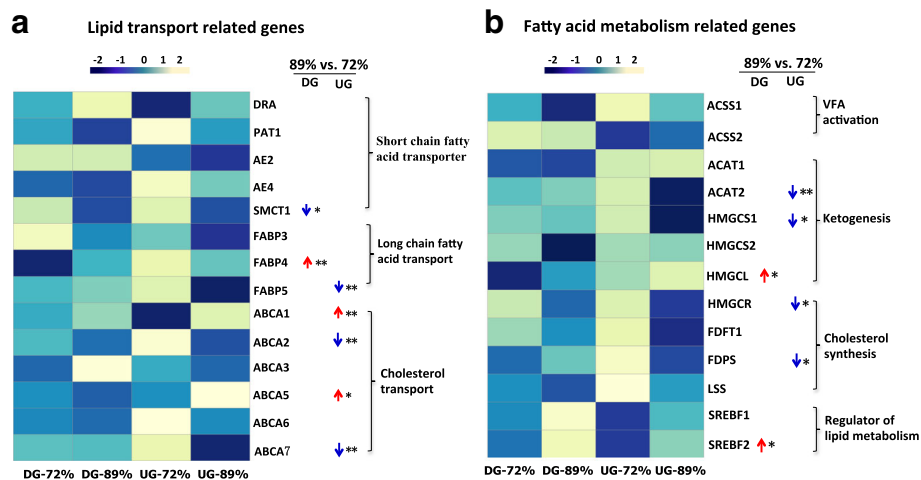 a
Lipid transport related genes
-2 -1 0 1 2
89% vs. 72%
DG UG
DRA
PAT1
AE2
AE4
SMCT1 *
FABP3
FABP4 **
FABP5 **
ABCA1 **
ABCA2 **
ABCA3
ABCA5 *
ABCA6
ABCA7 **
Short chain fatty
acid transporter
Long chain fatty
acid transport
Cholesterol
transport
DG-72% DG-89% UG-72% UG-89%
b
Fatty acid metabolism related genes
-2 -1 0 1 2
89% vs. 72%
DG UG
ACSS1
ACSS2
ACAT1
ACAT2 **
HMGCS1 *
HMGCS2
HMGCL *
HMGCR *
FDFT1
FDPS *
LSS
SREBF1
SREBF2 *
VFA
activation
Ketogenesis
Cholesterol
synthesis
Regulator of
lipid metabolism
DG-72% DG-89% UG-72% UG-89%